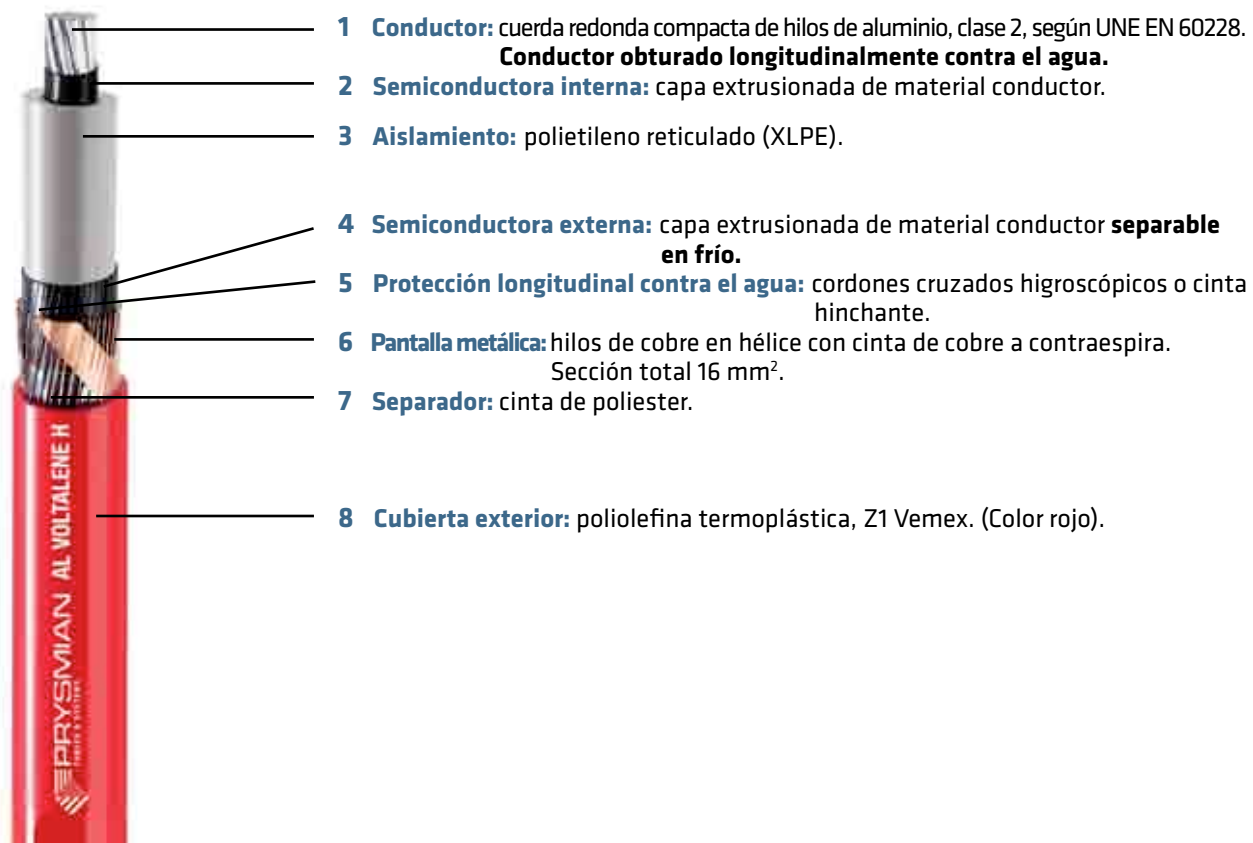 1 Conductor: cuerda redonda compacta de hilos de aluminio, clase 2, según UNE EN 60228.
Conductor obturado longitudinalmente contra el agua.
2 Semiconductora interna: capa extrusionada de material conductor.
3 Aislamiento: polietileno reticulado (XLPE).
4 Semiconductora externa: capa extrusionada de material conductor separable
en frío.
5 Protección longitudinal contra el agua: cordones cruzados higroscópicos o cinta
hinchante.
6 Pantalla metálica: hilos de cobre en hélice con cinta de cobre a contraespira.
Sección total 16 mm².
7 Separador: cinta de poliester.
8 Cubierta exterior: poliolefina termoplástica, Z1 Vemex. (Color rojo).
PRYSMIAN AL VOLTALENE H
CABLES & SYSTEMS